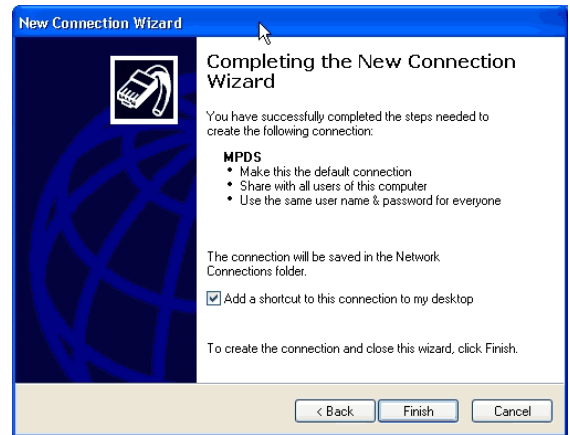 New Connection Wizard
Completing the New Connection
Wizard
You have successfully completed the steps needed to
create the following connection:
MPDS
• Make this the default connection
• Share with all users of this computer
• Use the same user name & password for everyone
The connection will be saved in the Network
Connections folder.
Add a shortcut to this connection to my desktop
To create the connection and close this wizard, click Finish.
< Back Finish Cancel